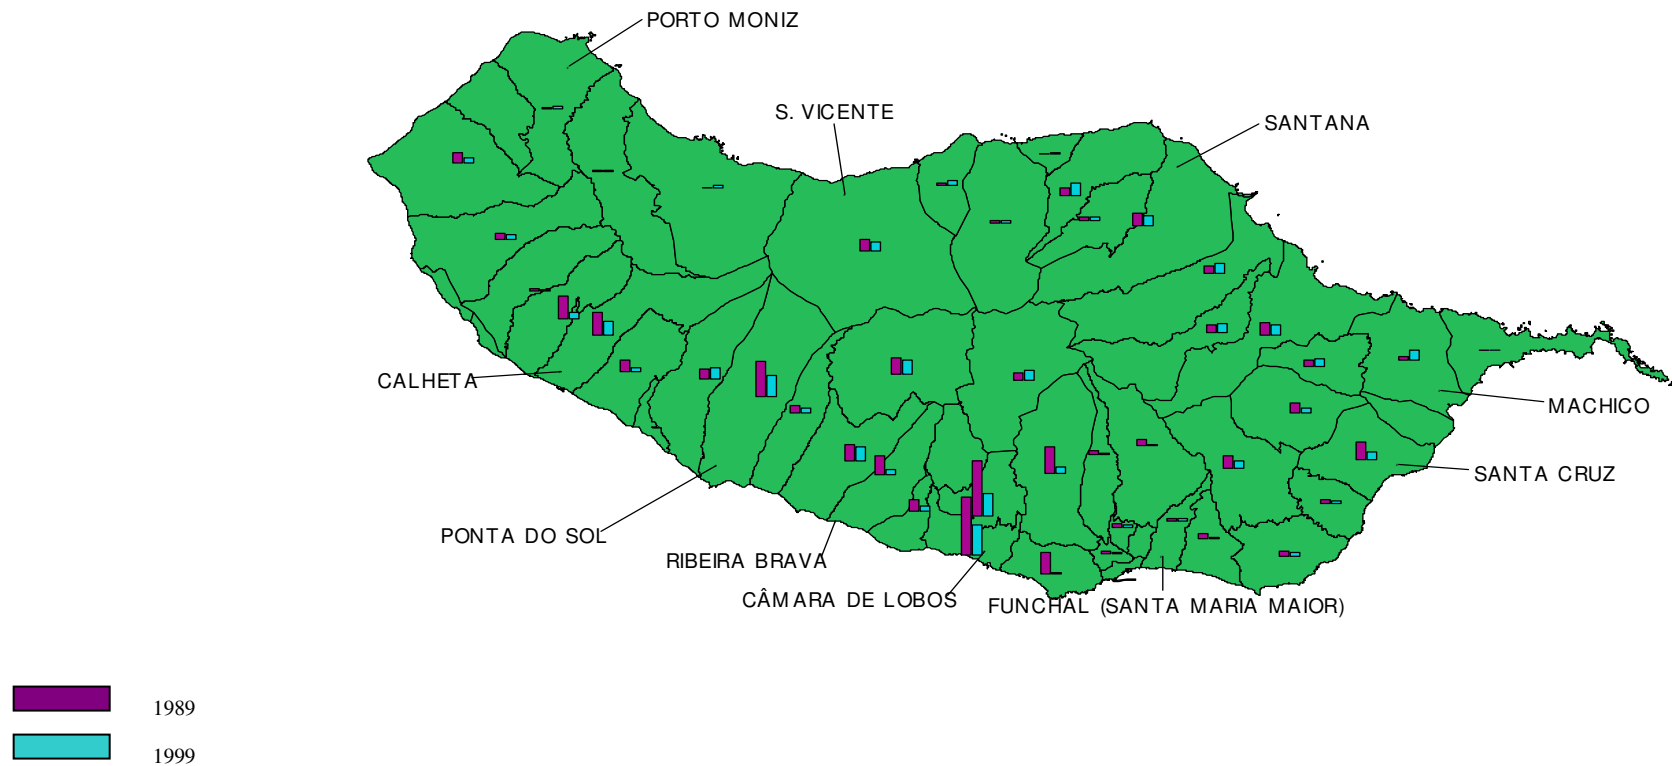 PORTO MONIZ
S. VICENTE
SANTANA
CALHETA
MACHICO
SANTA CRUZ
PONTA DO SOL
RIBEIRA BRAVA
CÂMARA DE LOBOS
FUNCHAL (SANTA MARIA MAIOR)
1989
1999